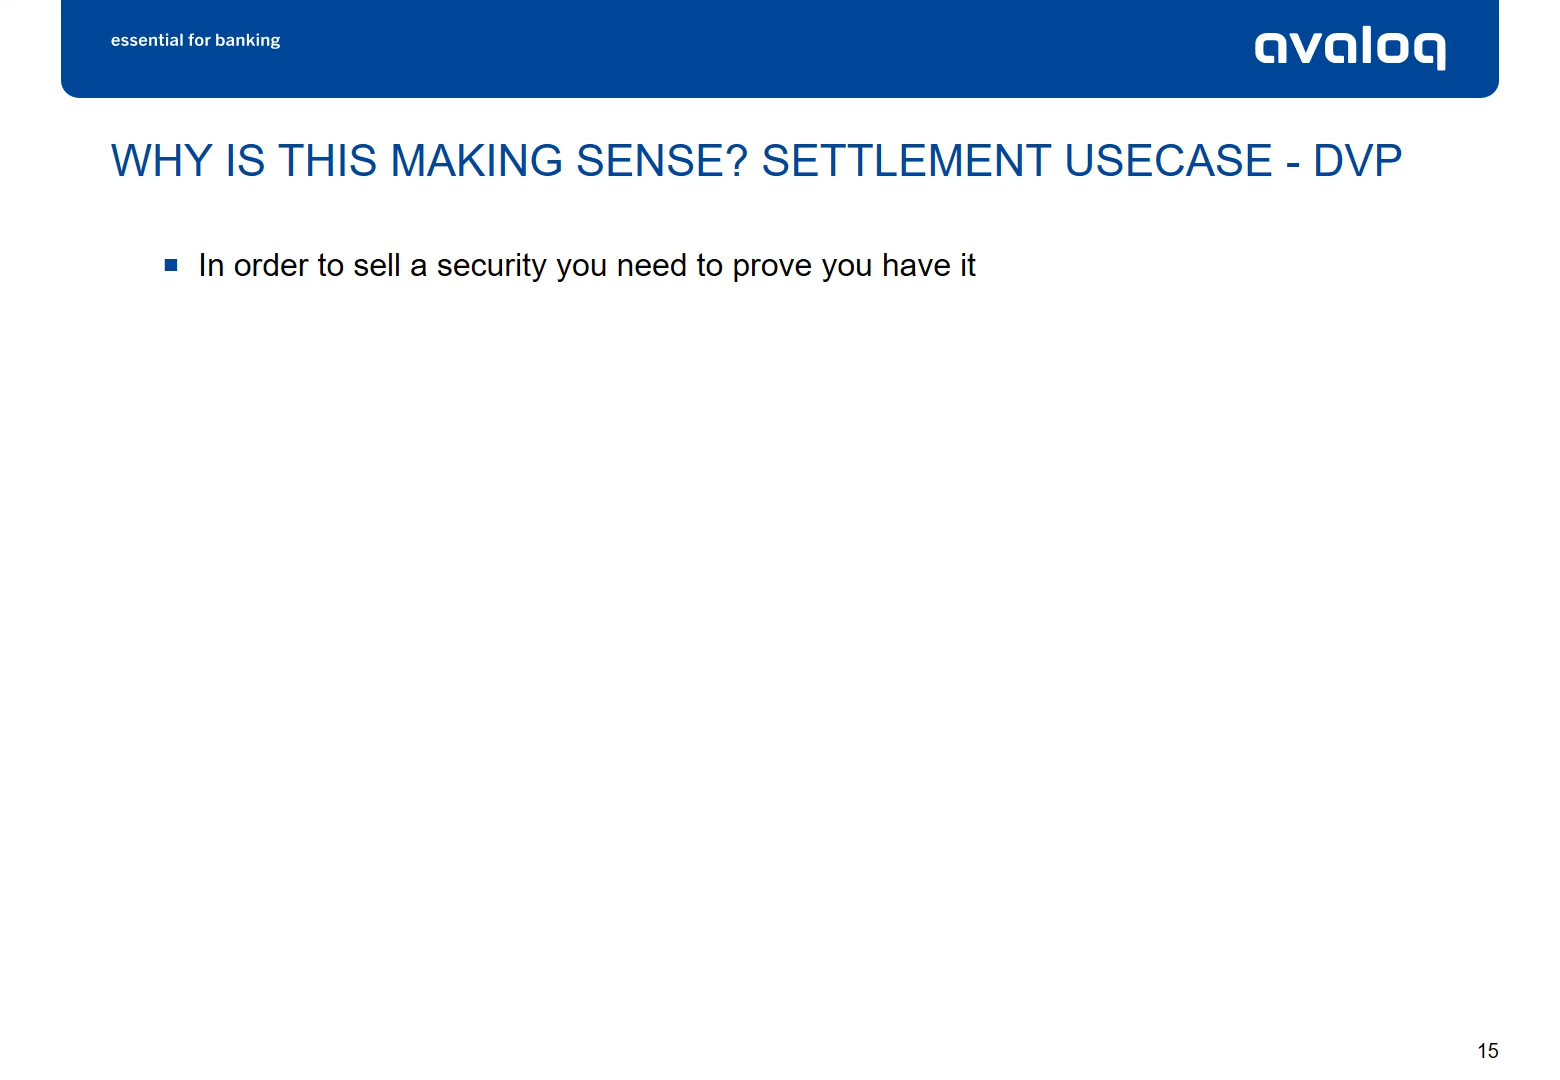 essential for banking
avaloq
WHY IS THIS MAKING SENSE? SETTLEMENT USECASE - DVP
In order to sell a security you need to prove you have it
15